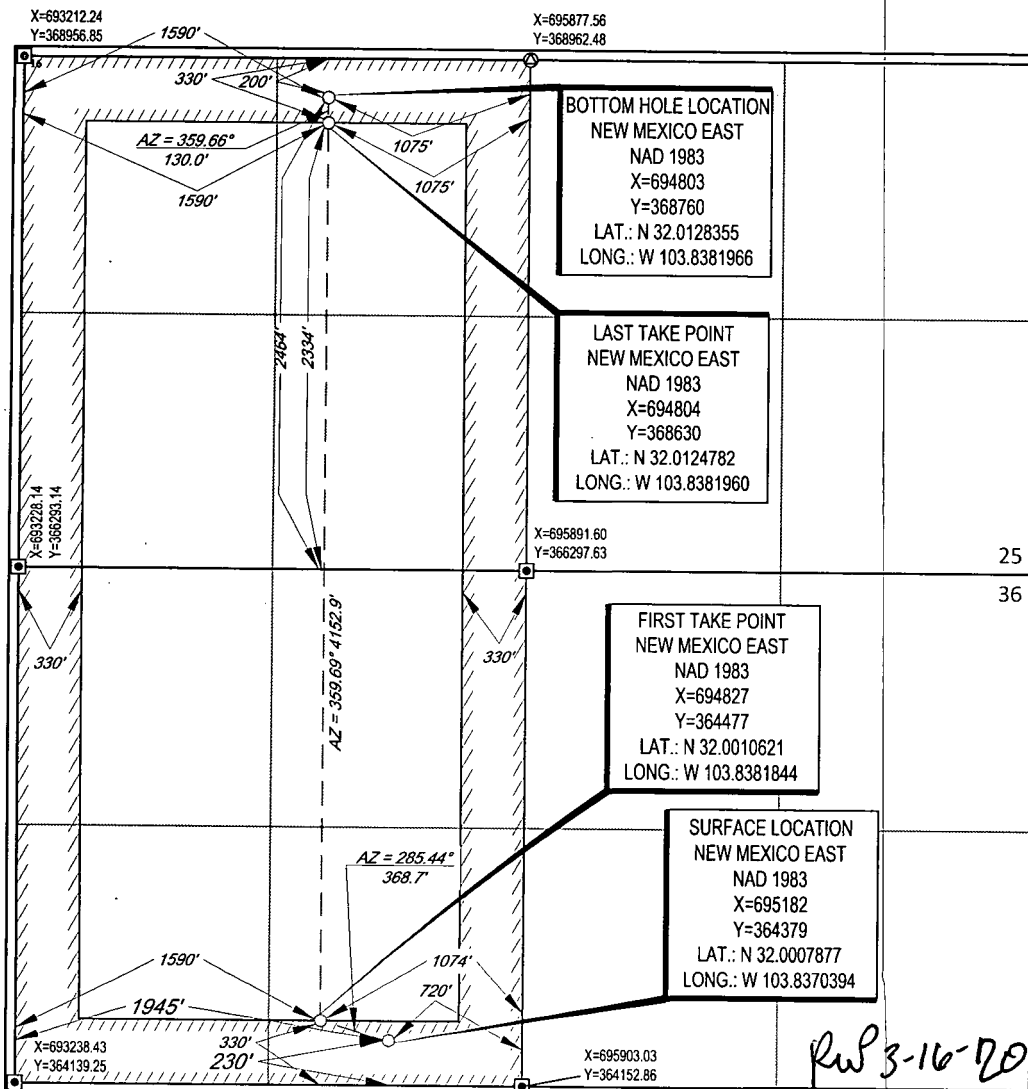 X=693212.24
Y=368956.85
X=695877.56
Y=368962.48
1590'
330'
200'
AZ = 359.66°
130.0'
1590'
1075'
1075'
BOTTOM HOLE LOCATION
NEW MEXICO EAST
NAD 1983
X=694803
Y=368760
LAT.: N 32.0128355
LONG.: W 103.8381966
2464'
2334'
LAST TAKE POINT
NEW MEXICO EAST
NAD 1983
X=694804
Y=368630
LAT.: N 32.0124782
LONG.: W 103.8381960
X=693228.14
Y=366293.14
X=695891.60
Y=366297.63
25
36
330'
330'
AZ = 359.69° 4152.9'
FIRST TAKE POINT
NEW MEXICO EAST
NAD 1983
X=694827
Y=364477
LAT.: N 32.0010621
LONG.: W 103.8381844
SURFACE LOCATION
NEW MEXICO EAST
NAD 1983
X=695182
Y=364379
LAT.: N 32.0007877
LONG.: W 103.8370394
AZ = 285.44°
368.7'
1590'
1945'
1074'
720'
330'
230'
X=693238.43
Y=364139.25
X=695903.03
Y=364152.86
3-16-20